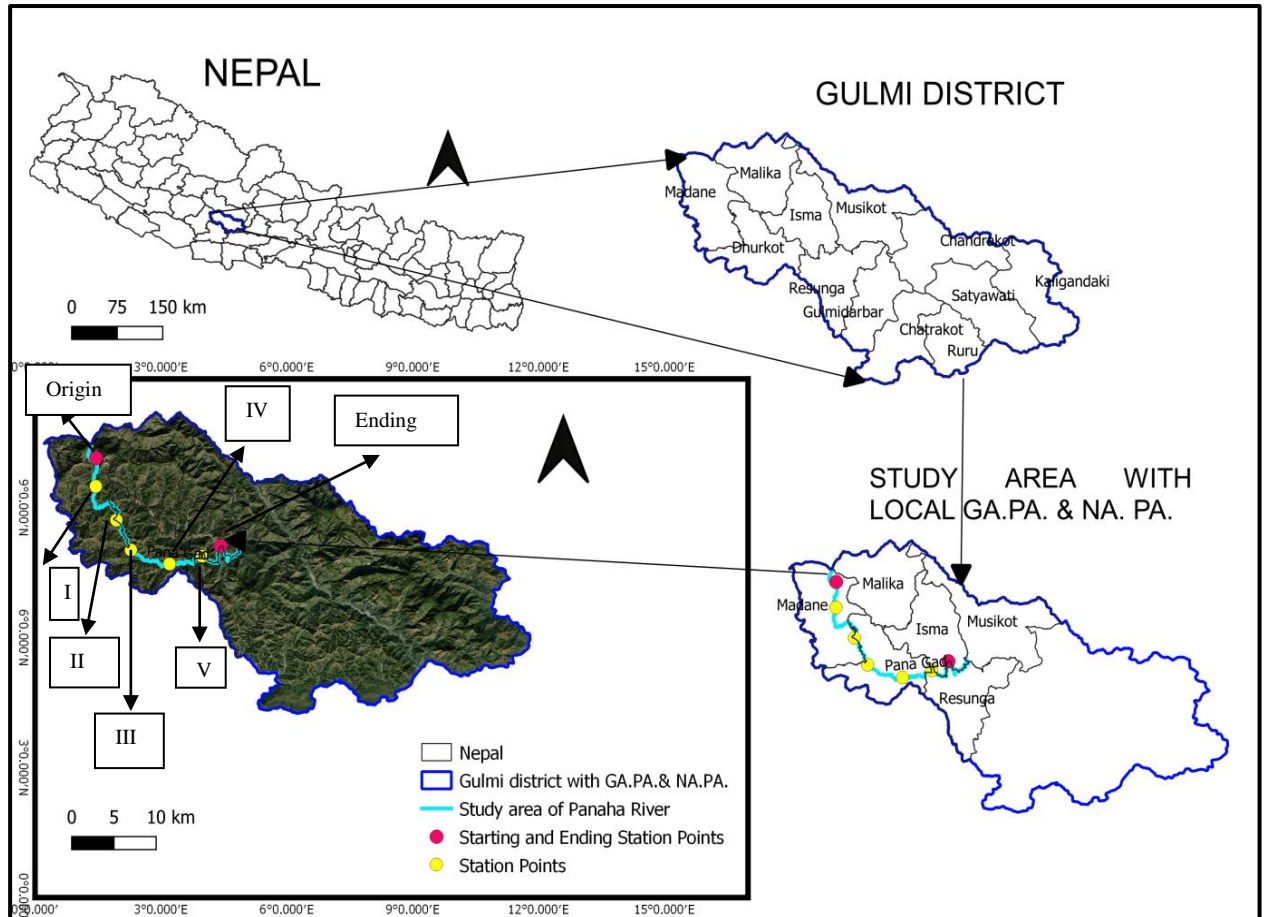 NEPAL
GULMI DISTRICT
Malika
Madane
Isma
Musikot
Dhurkot
Chandrakot
Resunga
Kaligandaki
Satyawati
Gulmidarbar
Chatrakot
Ruru
0 75 150 km
3°0.000'E 6°0.000'E 9°0.000'E 12°0.000'E 15°0.000'E
Origin
IV
Ending
9°0.000'N
Pana Gad
I
II
V
III
6°0.000'N
3°0.000'N
0 5 10 km
Nepal
Gulmi district with GA.PA.& NA.PA.
Study area of Panaha River
Starting and Ending Station Points
Station Points
3°0.000'E 6°0.000'E 9°0.000'E 12°0.000'E 15°0.000'E
STUDY AREA WITH
LOCAL GA.PA. & NA. PA.
Malika
Madane
Isma
Musikot
Pana Gad
Resunga